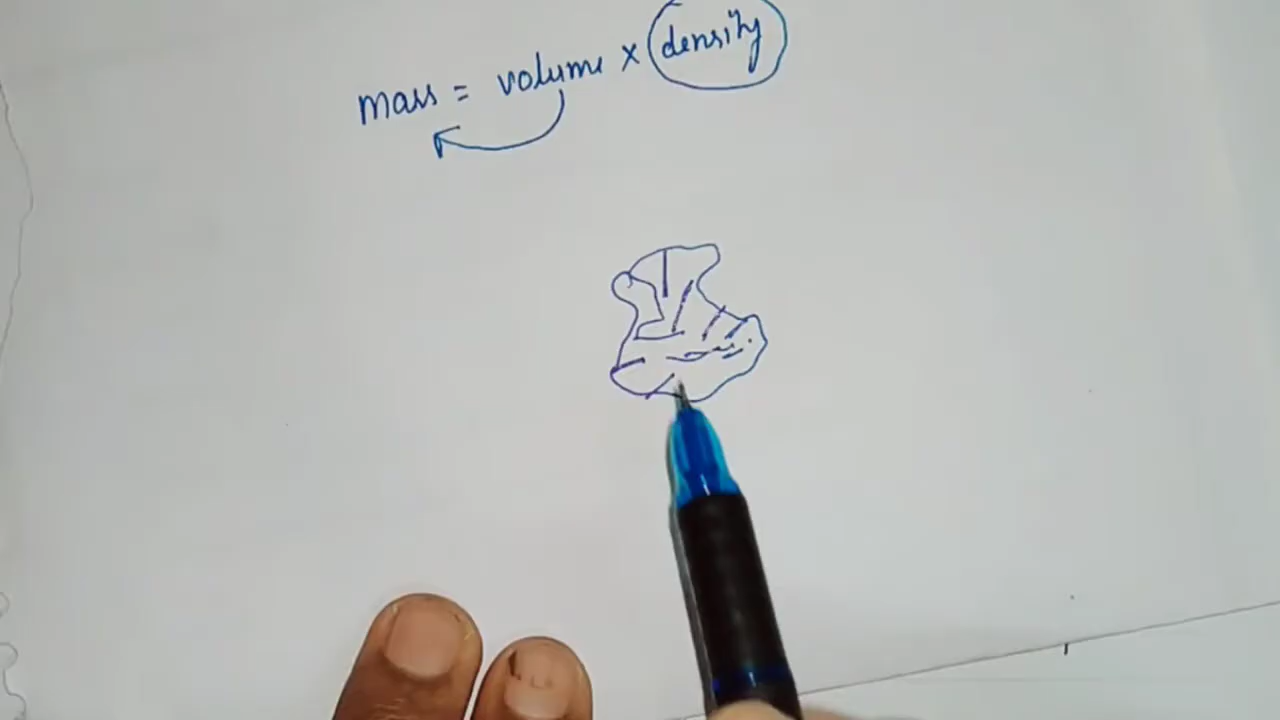 mass = volume × density